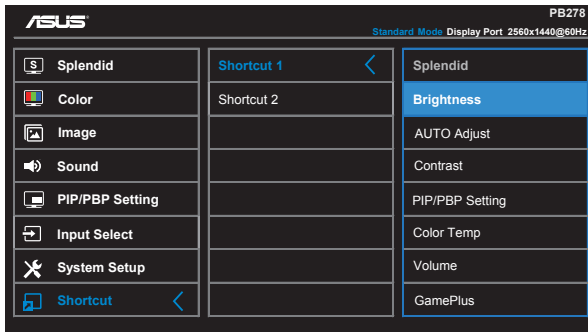 ASUS
PB278
Standard Mode Display Port 2560x1440@60Hz
S Splendid
Color
Image
Sound
PIP/PBP Setting
Input Select
System Setup
Shortcut
Shortcut 1
Shortcut 2
Splendid
Brightness
AUTO Adjust
Contrast
PIP/PBP Setting
Color Temp
Volume
GamePlus